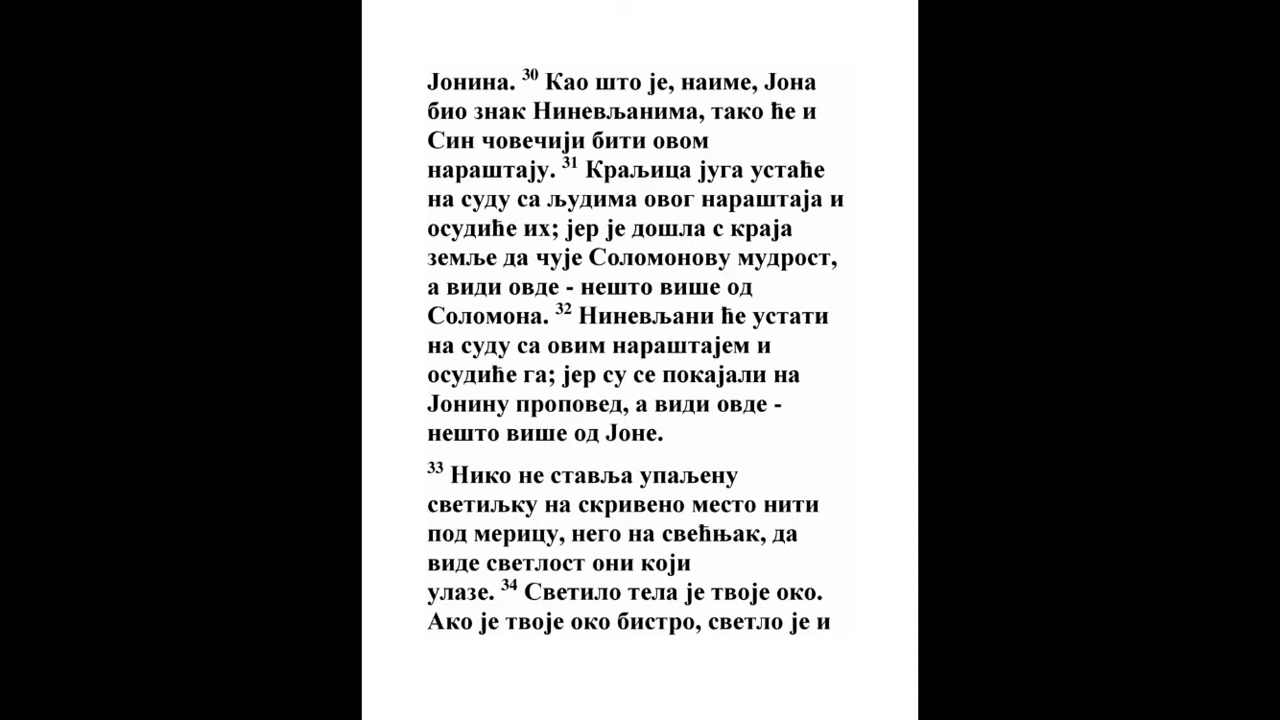 Јонина. 30 Као што је, наиме, Јона
био знак Ниневљанима, тако ће и
Син човечији бити овом
нараштају. 31 Краљица југа устаће
на суду са људима овог нараштаја и
осудиће их; јер је дошла с краја
земље да чује Соломонову мудрост,
а види овде - нешто више од
Соломона. 32 Ниневљани ће устати
на суду са овим нараштајем и
осудиће га; јер су се покајали на
Јонину проповед, а види овде -
нешто више од Јоне.
33 Нико не ставља упаљену
светиљку на скривено место нити
под мерицу, него на свећњак, да
виде светлост они који
улазе. 34 Светило тела је твоје око.
Ако је твоје око бистро, светло је и